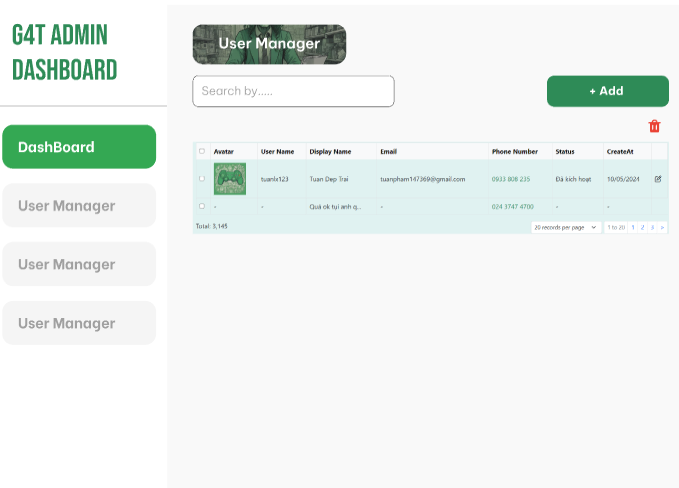 G4T ADMIN
DASHBOARD
DashBoard
User Manager
User Manager
User Manager
User Manager
Search by.....
+ Add
Avatar User Name Display Name Email Phone Number Status CreateAt
tuanlx123 Tuan Dep Trai tuanpham147369@gmail.com 0933 808 235 Đã kích hoạt 10/05/2024
- - Quá ok tụi anh q... - 024 3747 4700 - -
Total: 3,145 20 records per page 1 to 20 1 2 3 >